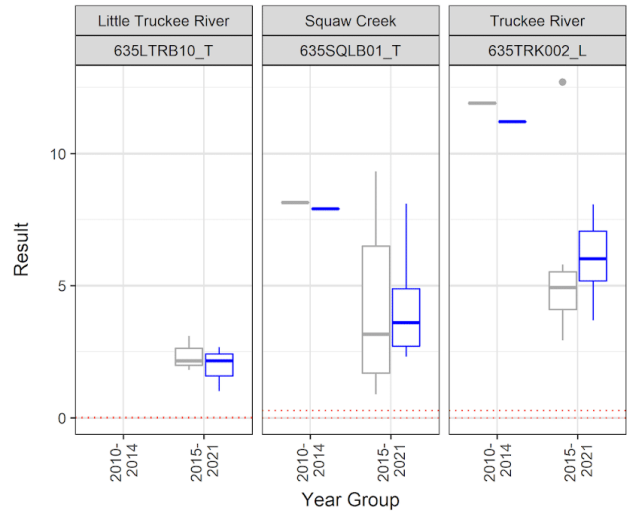 Little Truckee River
Squaw Creek
Truckee River
635LTRB10_T
635SQLB01_T
635TRK002_L
10
5
0
Result
2010-
2014
2015-
2021
2010-
2014
2015-
2021
2010-
2014
2015-
2021
Year Group